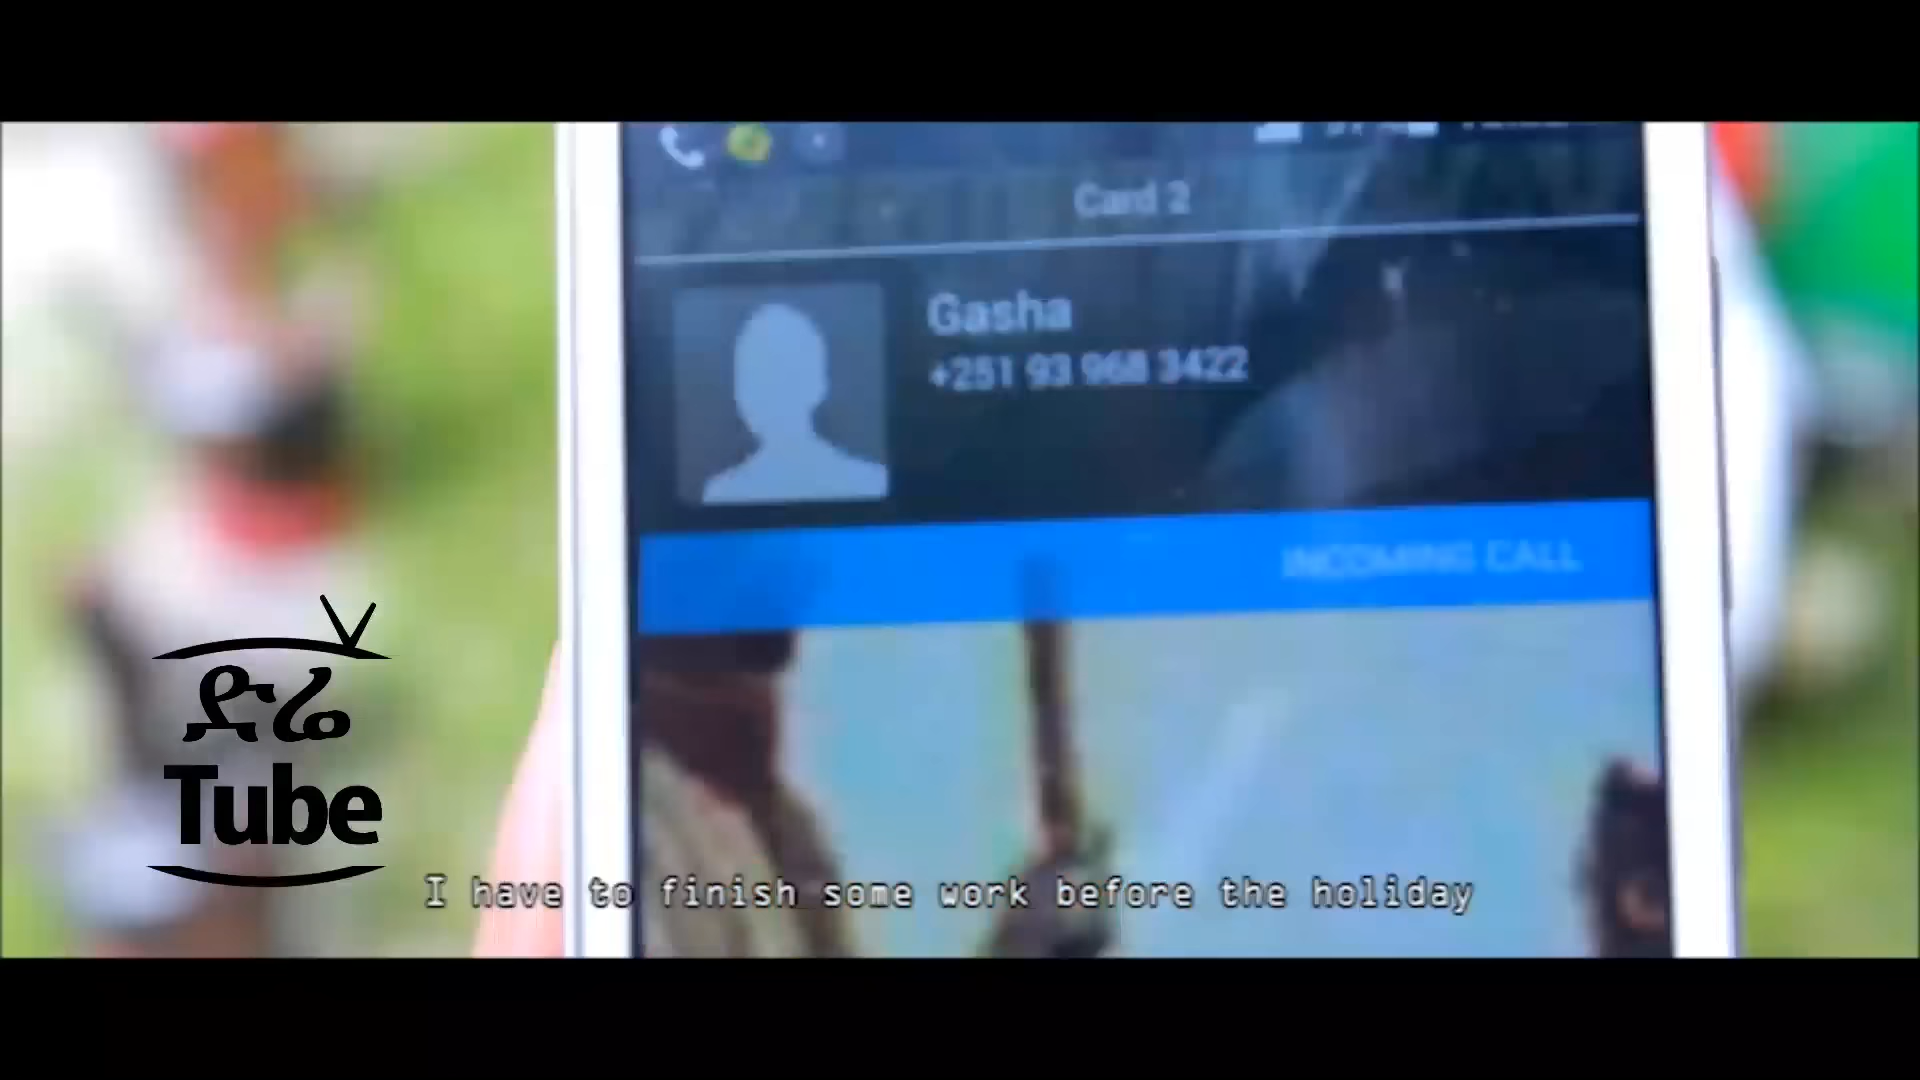 Card 2
Gasha
+251 93 968 3422
INCOMING CALL
ድሬ
Tube
I have to finish some work before the holiday